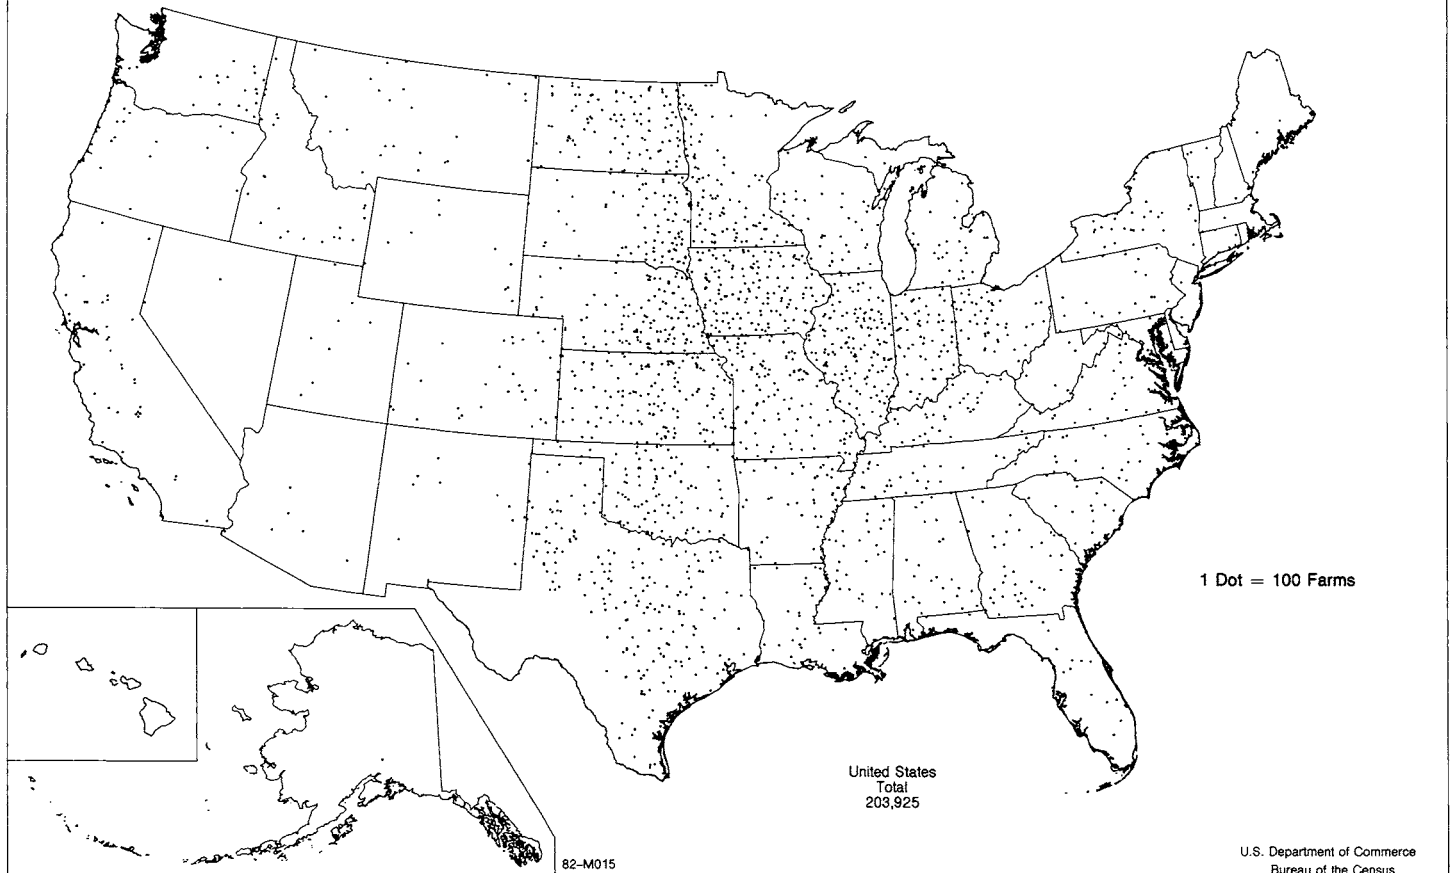 1 Dot = 100 Farms
United States
Total
203,925
82-M015
U.S. Department of Commerce
Bureau of the Census